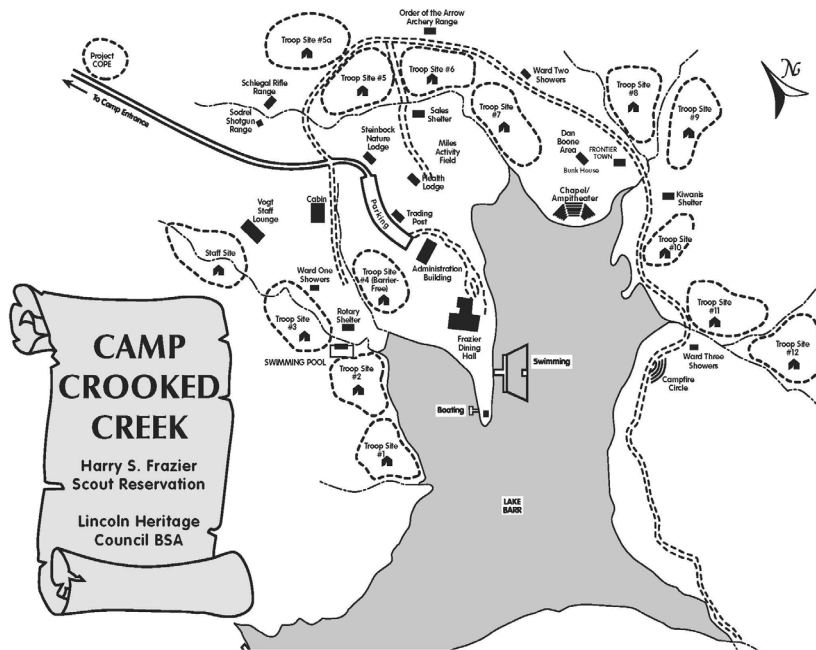 Order of the Arrow
Archery Range
Troop Site #5a
Project
COPE
To Camp Entrance
Schlegal Rifle
Range
Sodrel
Shotgun
Range
Troop Site
#5
Troop Site
#6
Ward Two
Showers
Troop Site
#8
Troop Site
#9
N
Sales
Shelter
Troop Site
#7
Steinbock
Nature
Lodge
Miles
Activity
Field
Dan
Boone
Area
FRONTIER
TOWN
Bunk House
Health
Lodge
Chapel/
Ampitheater
Kiwanis
Shelter
Vogt
Staff
Lounge
Cabin
Parking
Trading
Post
Staff Site
Troop Site
#10
Ward One
Showers
Troop Site
#4 (Barrier-
Free)
Administration
Building
Troop Site
#3
Rotary
Shelter
Troop Site
#11
Troop Site
#12
SWIMMING POOL
Frazier
Dining
Hall
Swimming
Ward Three
Showers
Troop Site
#2
Campfire
Circle
Boating
Troop Site
#1
LAKE
BARR
CAMP
CROOKED
CREEK
Harry S. Frazier
Scout Reservation
Lincoln Heritage
Council BSA